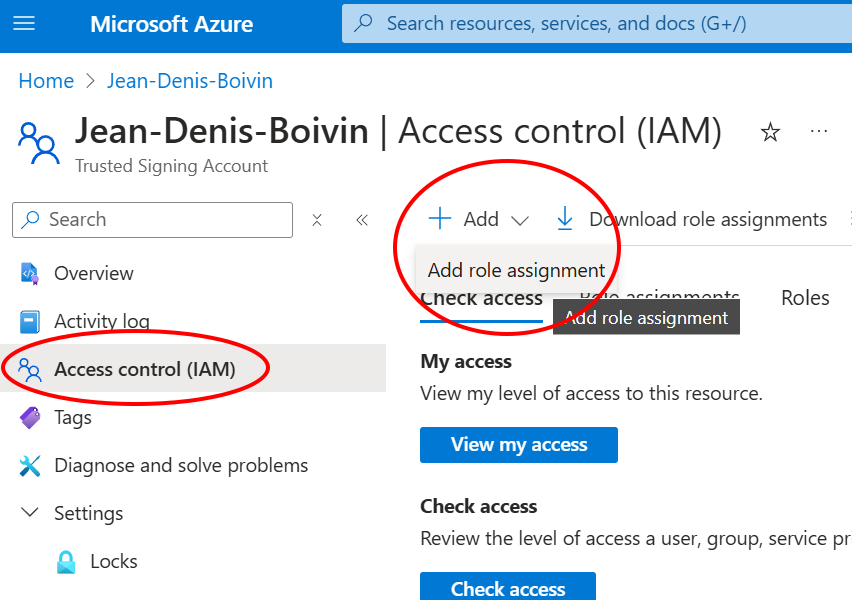 Microsoft Azure
Search resources, services, and docs (G+/)
Home > Jean-Denis-Boivin
Jean-Denis-Boivin | Access control (IAM)
Trusted Signing Account
Search
Add
Download role assignments
Add role assignment
Check access
Role assignments
Roles
Add role assignment
Overview
Activity log
Access control (IAM)
Tags
Diagnose and solve problems
Settings
Locks
My access
View my level of access to this resource.
View my access
Check access
Review the level of access a user, group, service pr
Check access